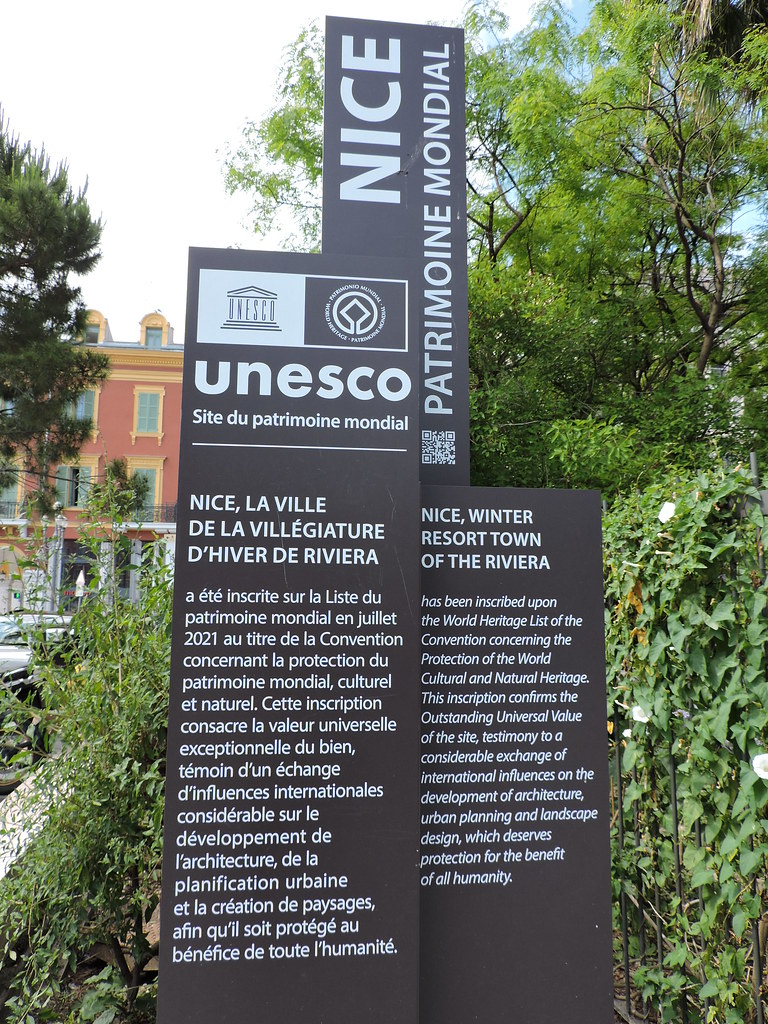 NICE
PATRIMOINE MONDIAL
UNESCO
PATRIMONIO MUNDIAL • WORLD HERITAGE • PATRIMOINE MONDIAL •
unesco
Site du patrimoine mondial
NICE, LA VILLE
DE LA VILLÉGIATURE
D'HIVER DE RIVIERA
a été inscrite sur la Liste du
patrimoine mondial en juillet
2021 au titre de la Convention
concernant la protection du
patrimoine mondial, culturel
et naturel. Cette inscription
consacre la valeur universelle
exceptionnelle du bien,
témoin d'un échange
d'influences internationales
considérable sur le
développement de
l'architecture, de la
planification urbaine
et la création de paysages,
afin qu'il soit protégé au
bénéfice de toute l'humanité.
NICE, WINTER
RESORT TOWN
OF THE RIVIERA
has been inscribed upon
the World Heritage List of the
Convention concerning the
Protection of the World
Cultural and Natural Heritage.
This inscription confirms the
Outstanding Universal Value
of the site, testimony to a
considerable exchange of
international influences on the
development of architecture,
urban planning and landscape
design, which deserves
protection for the benefit
of all humanity.